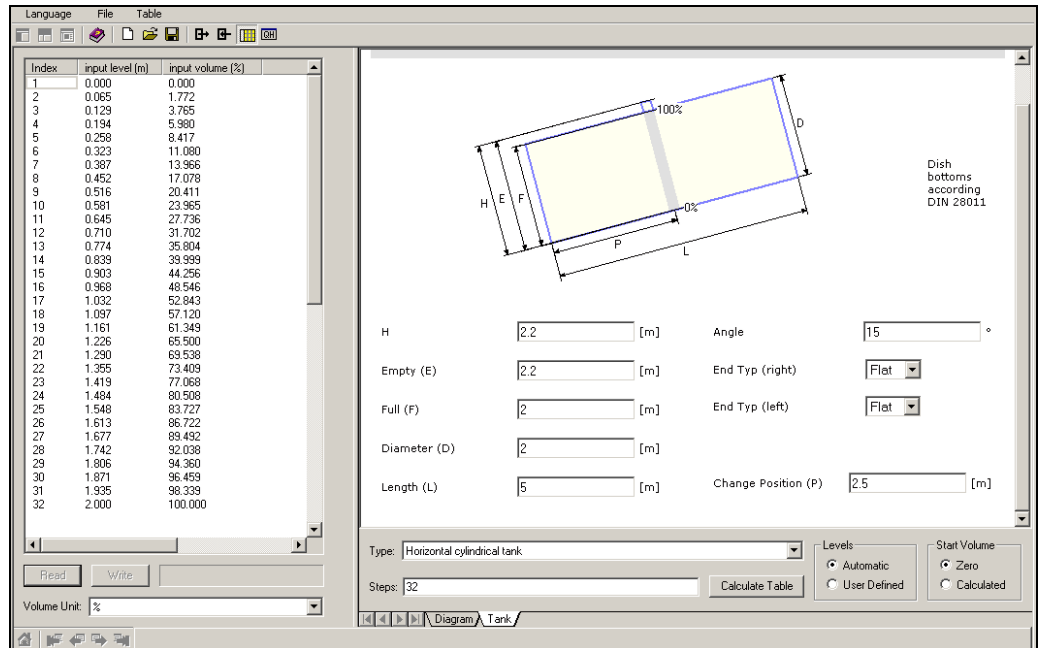 Language File Table
QH
Index input level (m) input volume (%)
1 0.000 0.000
2 0.065 1.772
3 0.129 3.765
4 0.194 5.980
5 0.258 8.417
6 0.323 11.080
7 0.387 13.966
8 0.452 17.078
9 0.516 20.411
10 0.581 23.965
11 0.645 27.736
12 0.710 31.702
13 0.774 35.804
14 0.839 39.999
15 0.903 44.256
16 0.968 48.546
17 1.032 52.843
18 1.097 57.120
19 1.161 61.349
20 1.226 65.500
21 1.290 69.538
22 1.355 73.409
23 1.419 77.068
24 1.484 80.508
25 1.548 83.727
26 1.613 86.722
27 1.677 89.492
28 1.742 92.038
29 1.806 94.360
30 1.871 96.459
31 1.935 98.339
32 2.000 100.000
Read Write
Volume Unit: %
100%
D
H E F
0%
P
L
Dish
bottoms
according
DIN 28011
H 2.2 [m] Angle 15 °
Empty (E) 2.2 [m] End Typ (right) Flat
Full (F) 2 [m] End Typ (left) Flat
Diameter (D) 2 [m]
Length (L) 5 [m] Change Position (P) 2.5 [m]
Type: Horizontal cylindrical tank
Steps: 32 Calculate Table
Levels
Automatic
User Defined
Start Volume
Zero
Calculated
Diagram Tank